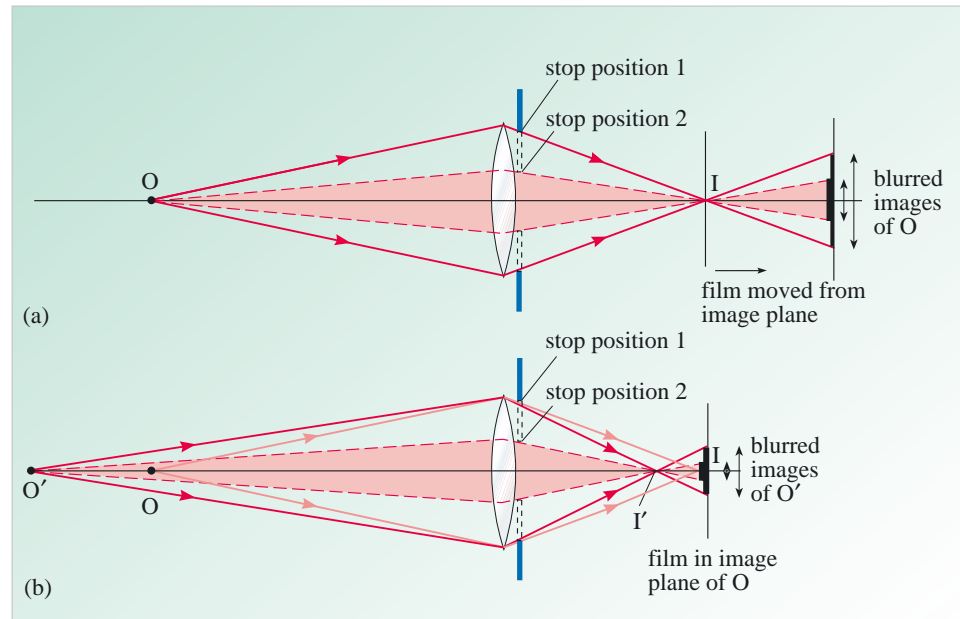 stop position 1
stop position 2
O
I
blurred
images
of O
film moved from
image plane
(a)
stop position 1
stop position 2
O′
O
I′
I
blurred
images
of O′
film in image
plane of O
(b)